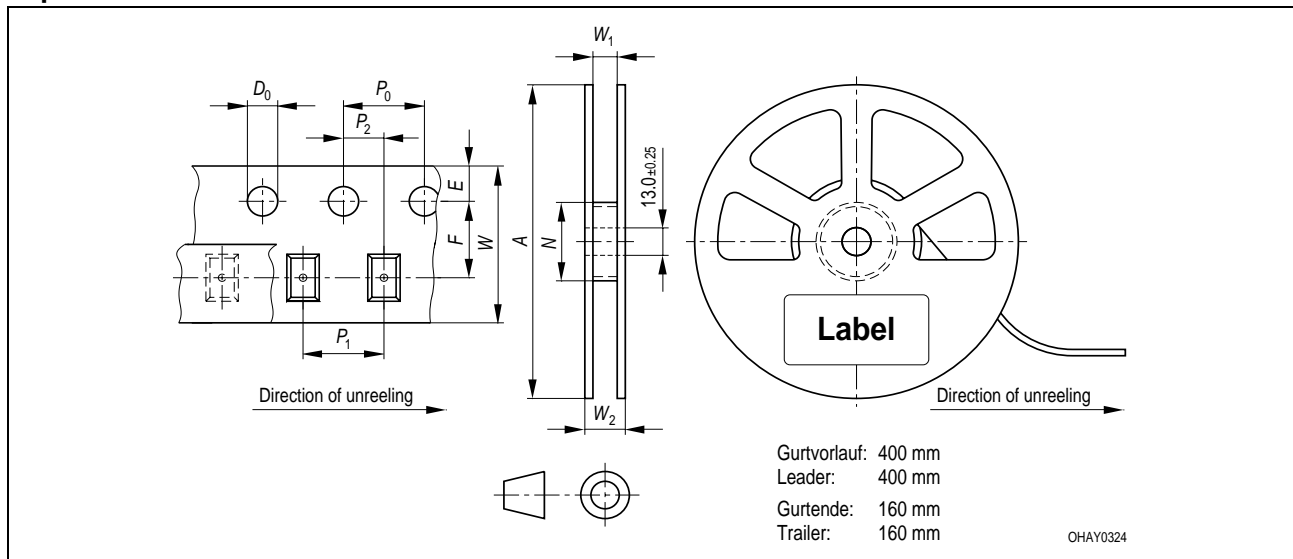 D0
P0
P2
E
F
W
P1
Direction of unreeling
W1
A
N
13.0±0.25
W2
Label
Direction of unreeling
Gurtvorlauf: 400 mm
Leader: 400 mm
Gurtende: 160 mm
Trailer: 160 mm
OHAY0324